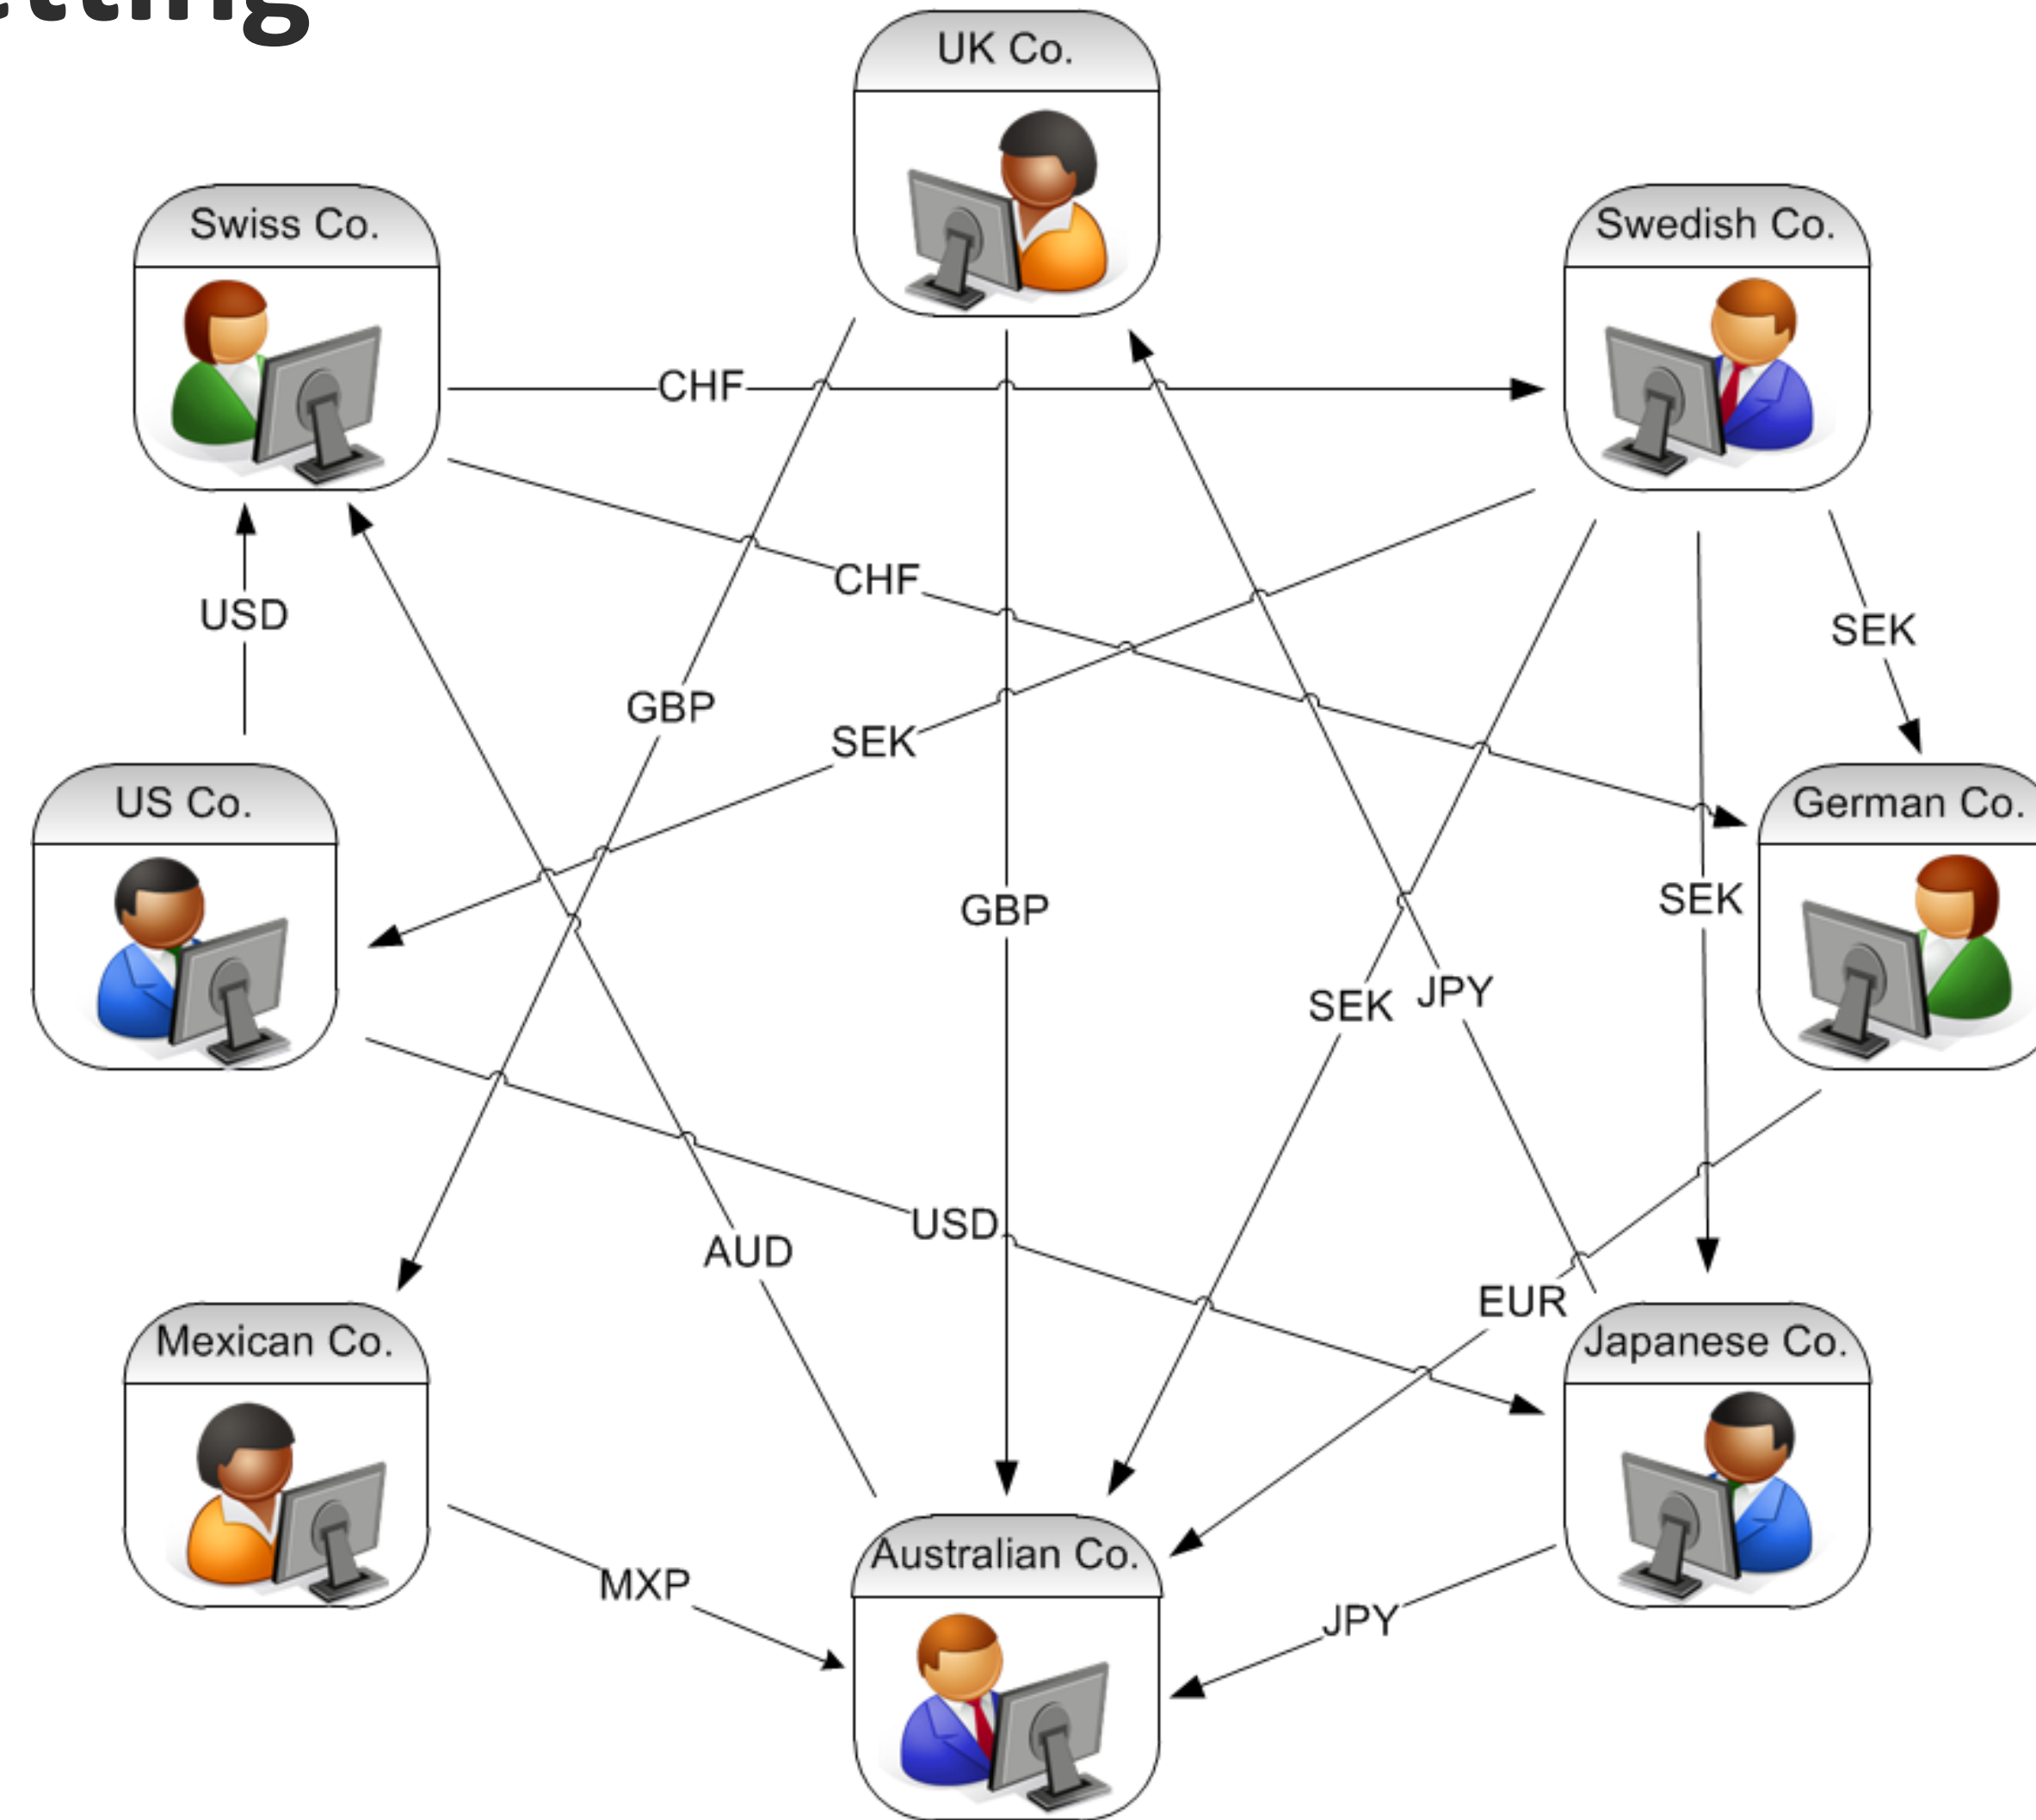 UK Co.
Swiss Co.
Swedish Co.
CHF
CHF
USD
SEK
GBP
SEK
US Co.
German Co.
SEK
GBP
SEK
JPY
USD
AUD
EUR
Mexican Co.
Japanese Co.
Australian Co.
MXP
JPY